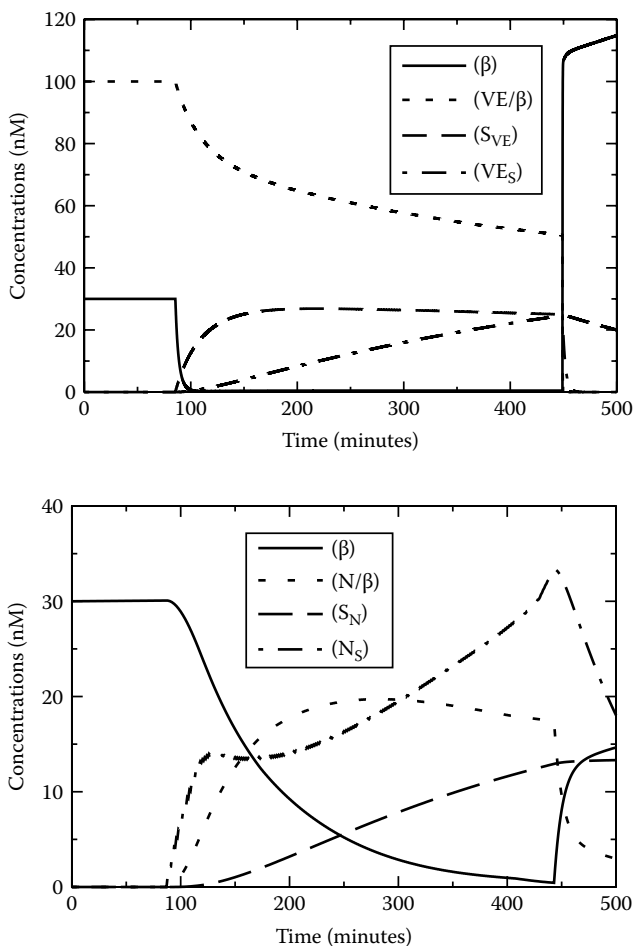 120
100
80
60
40
20
0
Concentrations (nM)
(β)
(VE/β)
(S_VE)
(VE_S)
0
100
200
300
400
500
Time (minutes)
40
30
20
10
0
Concentrations (nM)
(β)
(N/β)
(S_N)
(N_S)
0
100
200
300
400
500
Time (minutes)